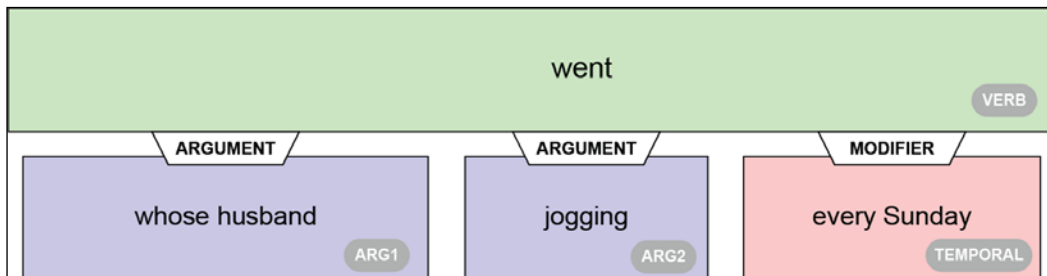 went
VERB
ARGUMENT ARGUMENT MODIFIER
whose husband jogging every Sunday
ARG1 ARG2 TEMPORAL